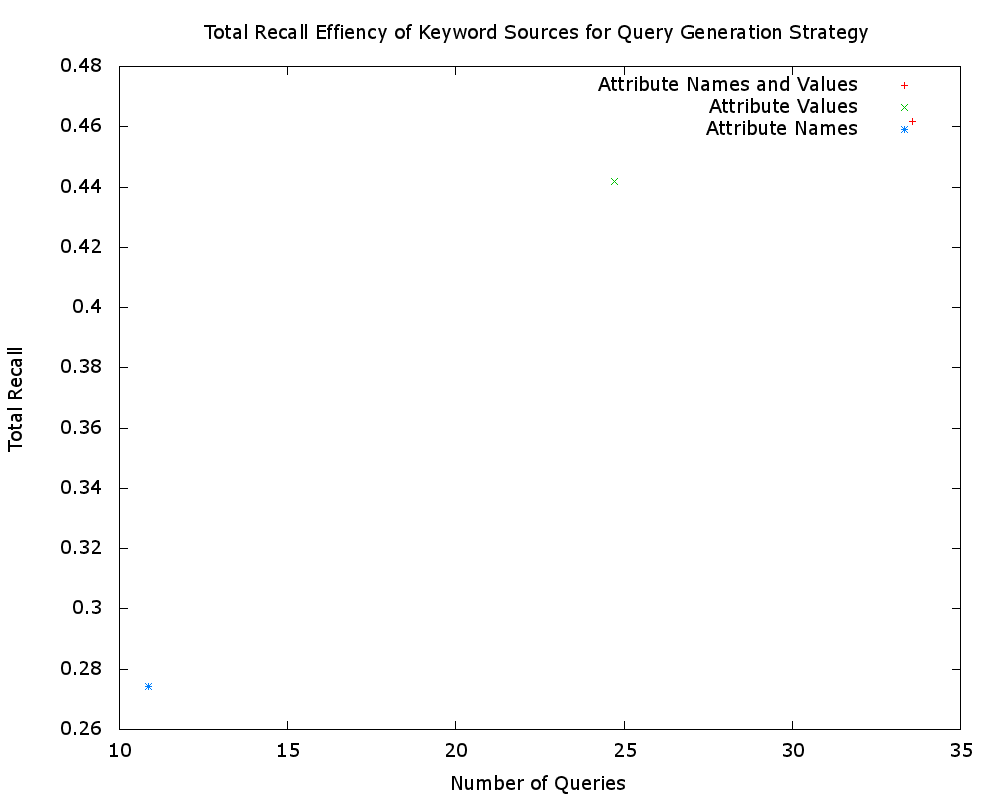 Total Recall Effiency of Keyword Sources for Query Generation Strategy
0.48
0.46
0.44
0.42
0.4
0.38
0.36
0.34
0.32
0.3
0.28
0.26
Total Recall
Attribute Names and Values
Attribute Values
Attribute Names
10 15 20 25 30 35
Number of Queries